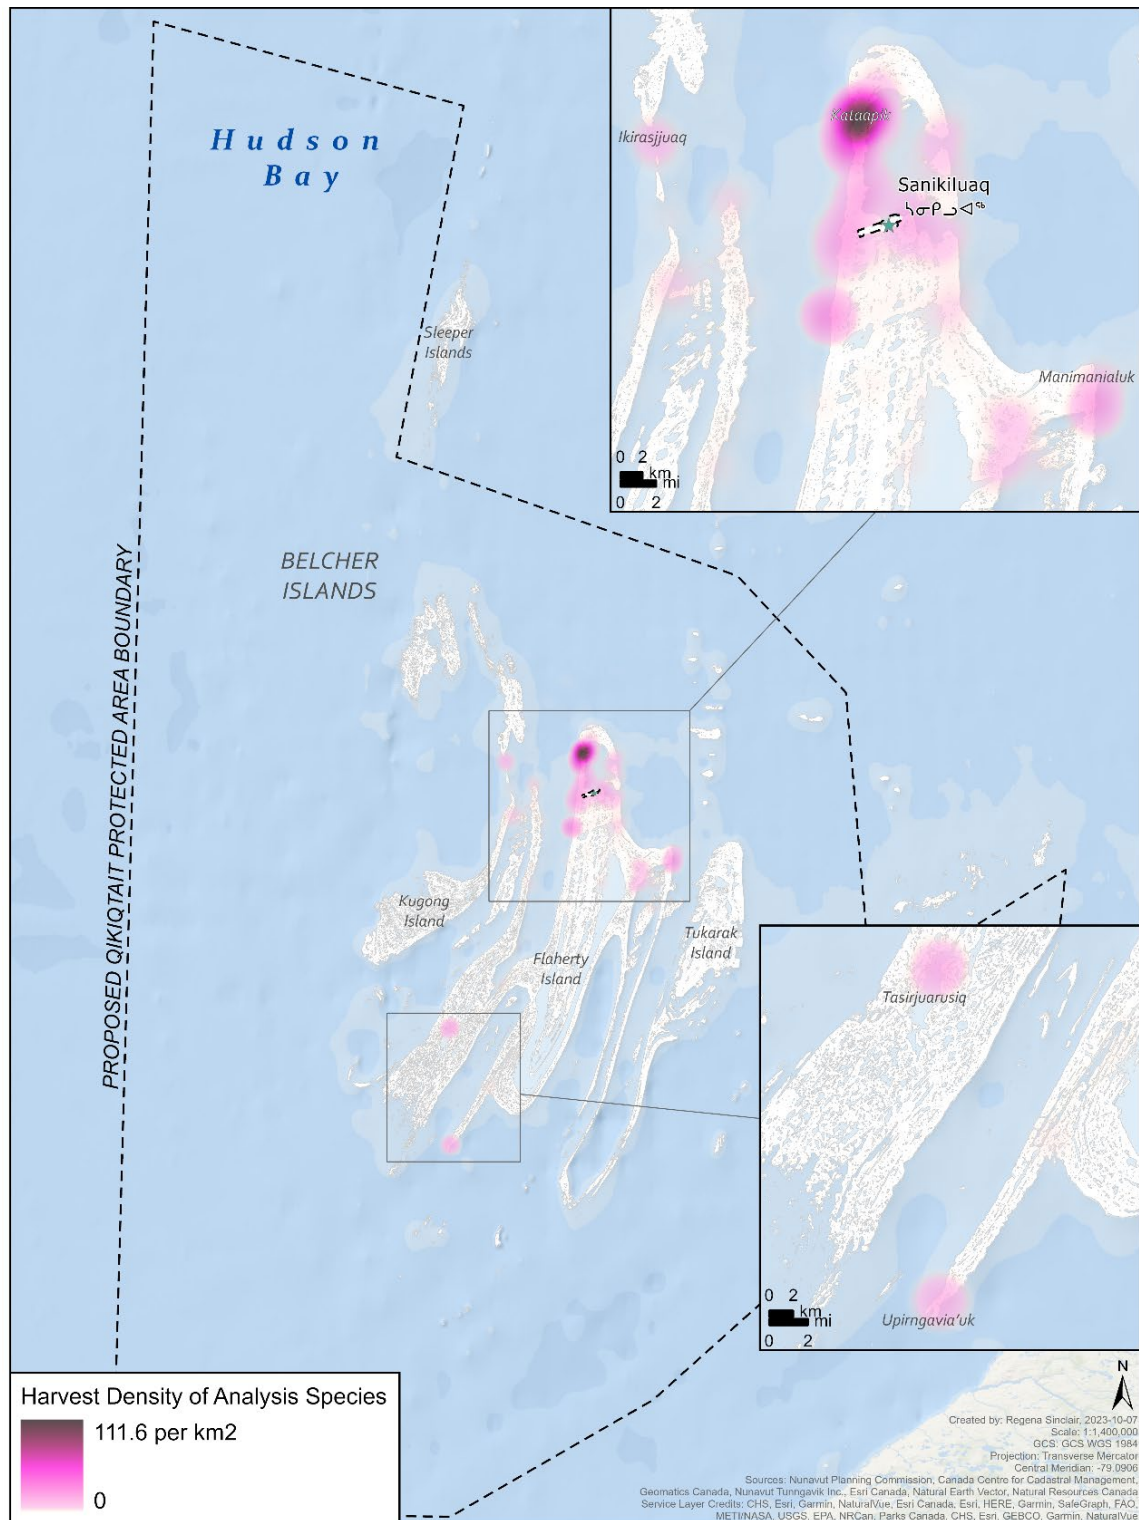 Hudson
Bay
Ikirasjjuaq
Kataapik
Sanikiluaq
ᓴᓂᑭᓗᐊᖅ
Manimanialuk
0 2
km
mi
0 2
Sleeper
Islands
BELCHER
ISLANDS
PROPOSED QIKIQTAIT PROTECTED AREA BOUNDARY
Kugong
Island
Flaherty
Island
Tukarak
Island
Tasirjuarusiq
Upirngavia'uk
0 2
km
mi
0 2
Harvest Density of Analysis Species
111.6 per km2
0
N
Created by: Regena Sinclair, 2023-10-07
Scale: 1:1,400,000
GCS: GCS WGS 1984
Projection: Transverse Mercator
Central Meridian: -79.0906
Sources: Nunavut Planning Commission, Canada Centre for Cadastral Management,
Geomatics Canada, Nunavut Tunngavik Inc., Esri Canada, Natural Earth Vector, Natural Resources Canada
Service Layer Credits: CHS, Esri, Garmin, NaturalVue, Esri Canada, Esri, HERE, Garmin, SafeGraph, FAO,
METI/NASA, USGS, EPA, NRCan, Parks Canada, CHS, Esri, GEBCO, Garmin, NaturalVue